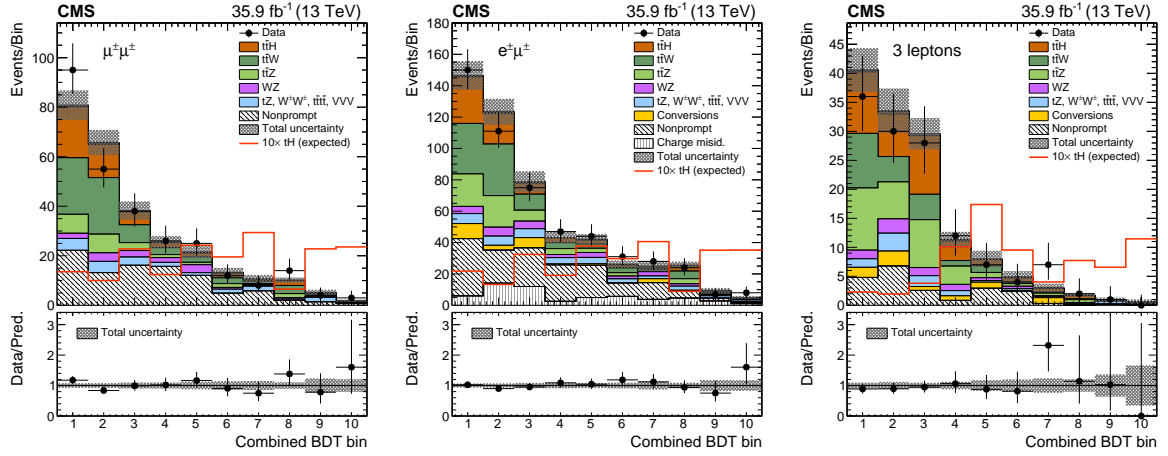 CMS 35.9 fb⁻¹ (13 TeV)
Events/Bin
μ±μ±
Data
tt̄H
tt̄W
tt̄Z
WZ
tZ, W±W±, tt̄tt̄, VVV
Nonprompt
Total uncertainty
10× tH (expected)
100
80
60
40
20
0
Data/Pred.
Total uncertainty
3
2
1
0
1 2 3 4 5 6 7 8 9 10
Combined BDT bin
CMS 35.9 fb⁻¹ (13 TeV)
Events/Bin
e±μ±
Data
tt̄H
tt̄W
tt̄Z
WZ
tZ, W±W±, tt̄tt̄, VVV
Conversions
Nonprompt
Charge misid.
Total uncertainty
10× tH (expected)
180
160
140
120
100
80
60
40
20
0
Data/Pred.
Total uncertainty
3
2
1
0
1 2 3 4 5 6 7 8 9 10
Combined BDT bin
CMS 35.9 fb⁻¹ (13 TeV)
Events/Bin
3 leptons
Data
tt̄H
tt̄W
tt̄Z
WZ
tZ, W±W±, tt̄tt̄, VVV
Conversions
Nonprompt
Total uncertainty
10× tH (expected)
45
40
35
30
25
20
15
10
5
0
Data/Pred.
Total uncertainty
3
2
1
0
1 2 3 4 5 6 7 8 9 10
Combined BDT bin